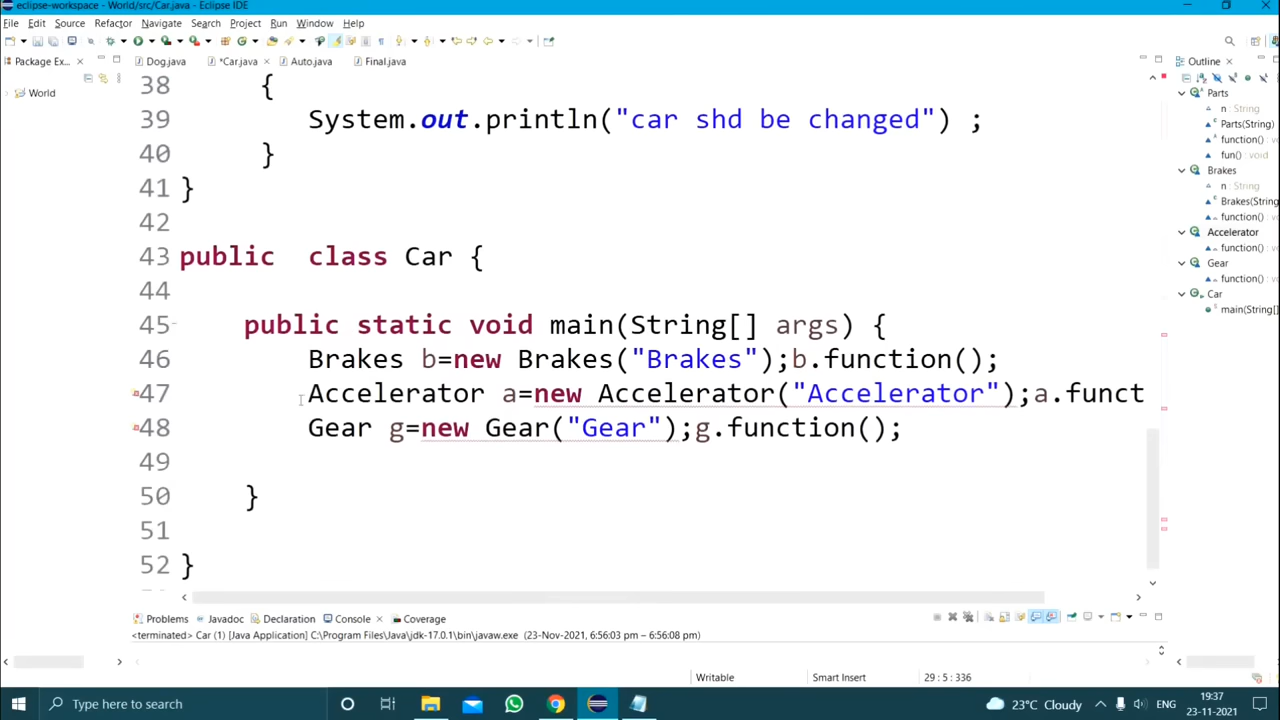 eclipse-workspace - World/src/Car.java - Eclipse IDE
File Edit Source Refactor Navigate Search Project Run Window Help
Package Ex...
Dog.java *Car.java Auto.java Final.java
Outline
World
38 {
39 System.out.println("car shd be changed") ;
40 }
41 }
42
43 public class Car {
44
45 public static void main(String[] args) {
46 Brakes b=new Brakes("Brakes");b.function();
47 Accelerator a=new Accelerator("Accelerator");a.funct
48 Gear g=new Gear("Gear");g.function();
49
50 }
51
52 }
Parts
n : String
Parts(String)
function() :
fun() : void
Brakes
n : String
Brakes(String
function() :
Accelerator
function() :
Gear
function() :
Car
main(String[]
Problems Javadoc Declaration Console Coverage
<terminated> Car (1) [Java Application] C:\Program Files\Java\jdk-17.0.1\bin\javaw.exe (23-Nov-2021, 6:56:03 pm – 6:56:08 pm)
Writable Smart Insert 29 : 5 : 336
Type here to search
23°C Cloudy
ENG
19:37
23-11-2021